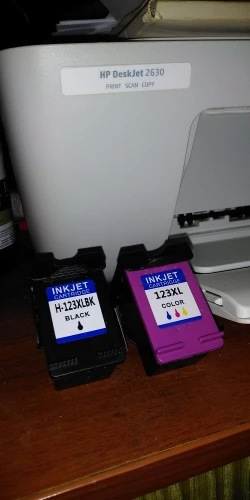 HP DeskJet 2630
PRINT SCAN COPY
INKJET
CARTRIDGE
H-123XLBK
BLACK
INKJET
CARTRIDGE
123XL
COLOR